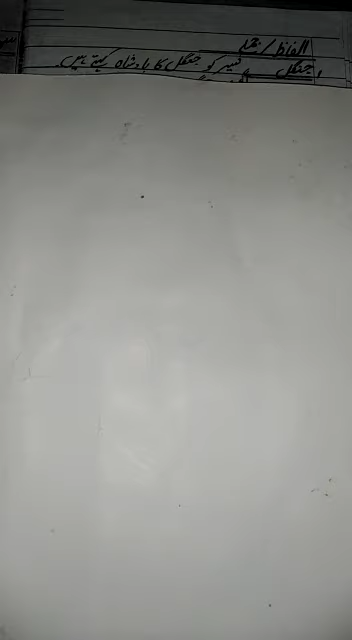 الفاظ / جملے
جنگل شیر کو جنگل کا بادشاہ کہتے ہیں۔